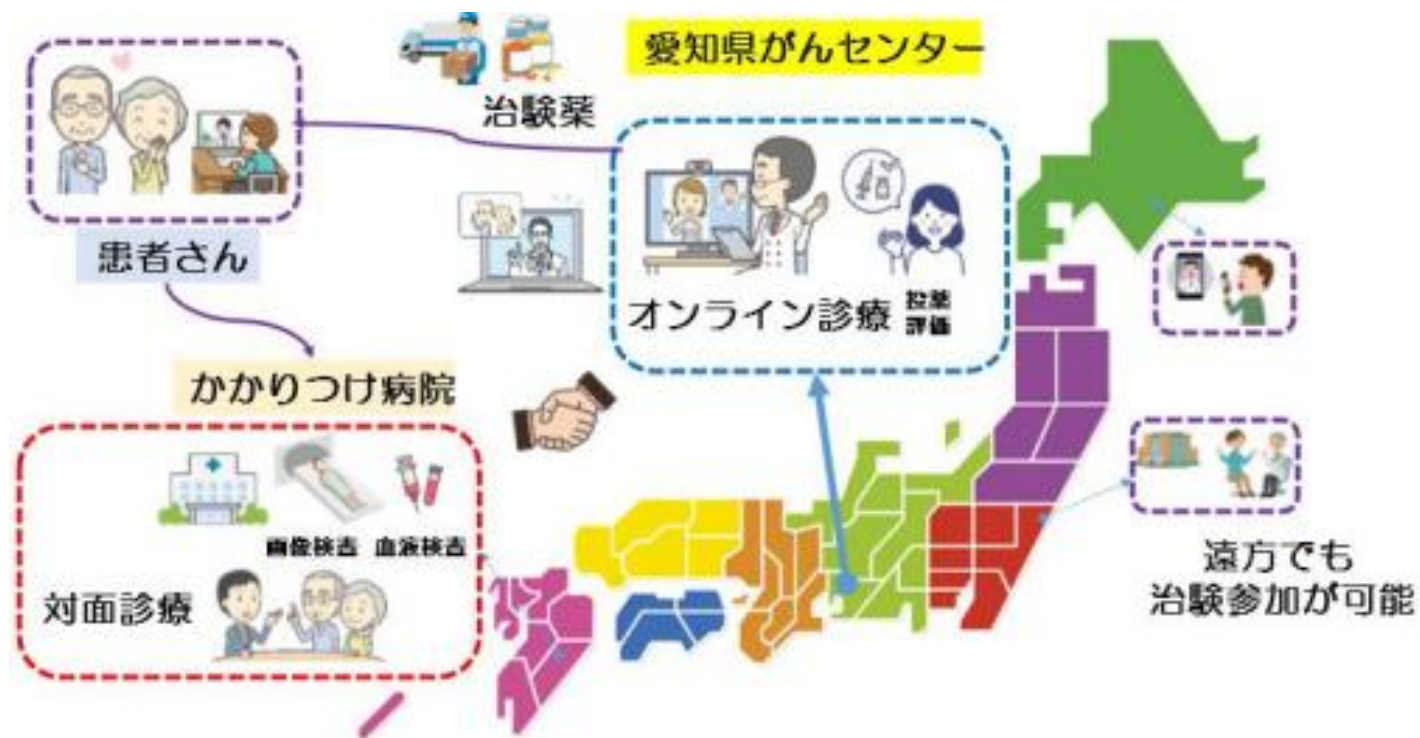 愛知県がんセンター
治験薬
患者さん
オンライン診療
投薬
評価
かかりつけ病院
画像検査
血液検査
対面診療
遠方でも
治験参加が可能